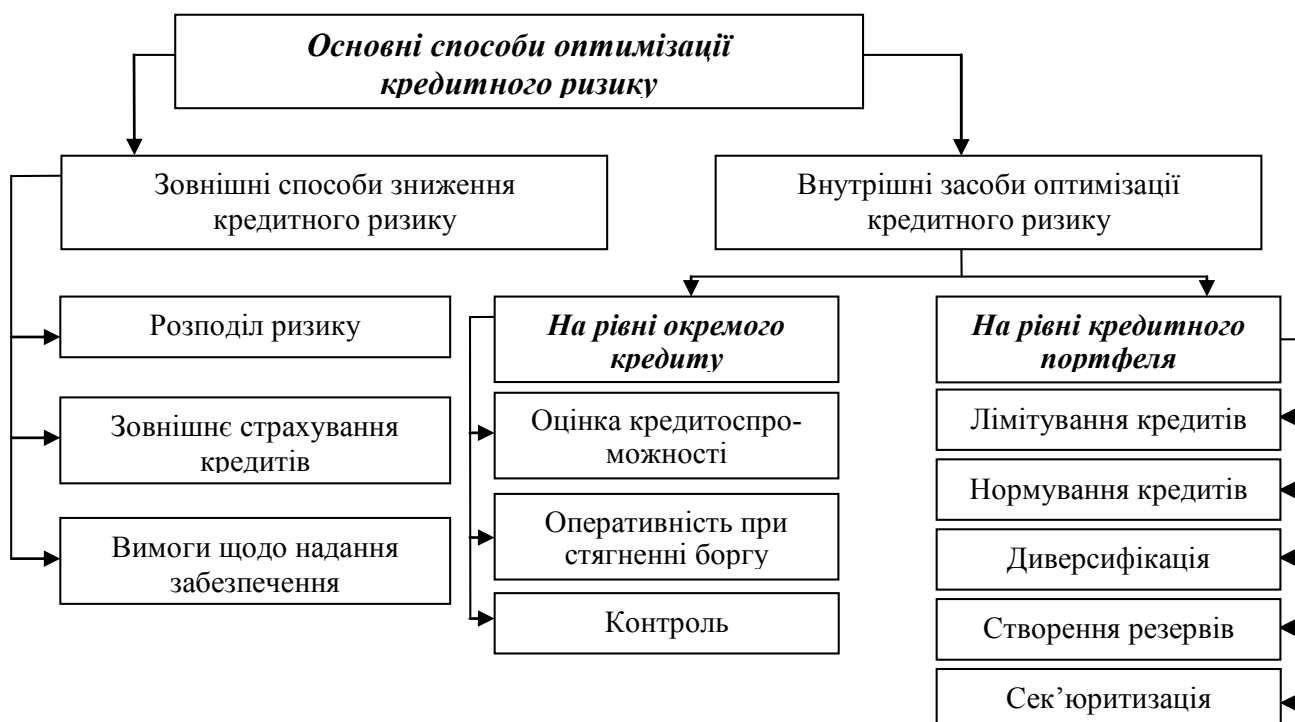 Основні способи оптимізації
кредитного ризику
Зовнішні способи зниження
кредитного ризику
Внутрішні засоби оптимізації
кредитного ризику
Розподіл ризику
Зовнішнє страхування
кредитів
Вимоги щодо надання
забезпечення
На рівні окремого
кредиту
Оцінка кредитоспро-
можності
Оперативність при
стягненні боргу
Контроль
На рівні кредитного
портфеля
Лімітування кредитів
Нормування кредитів
Диверсифікація
Створення резервів
Сек’юритизація